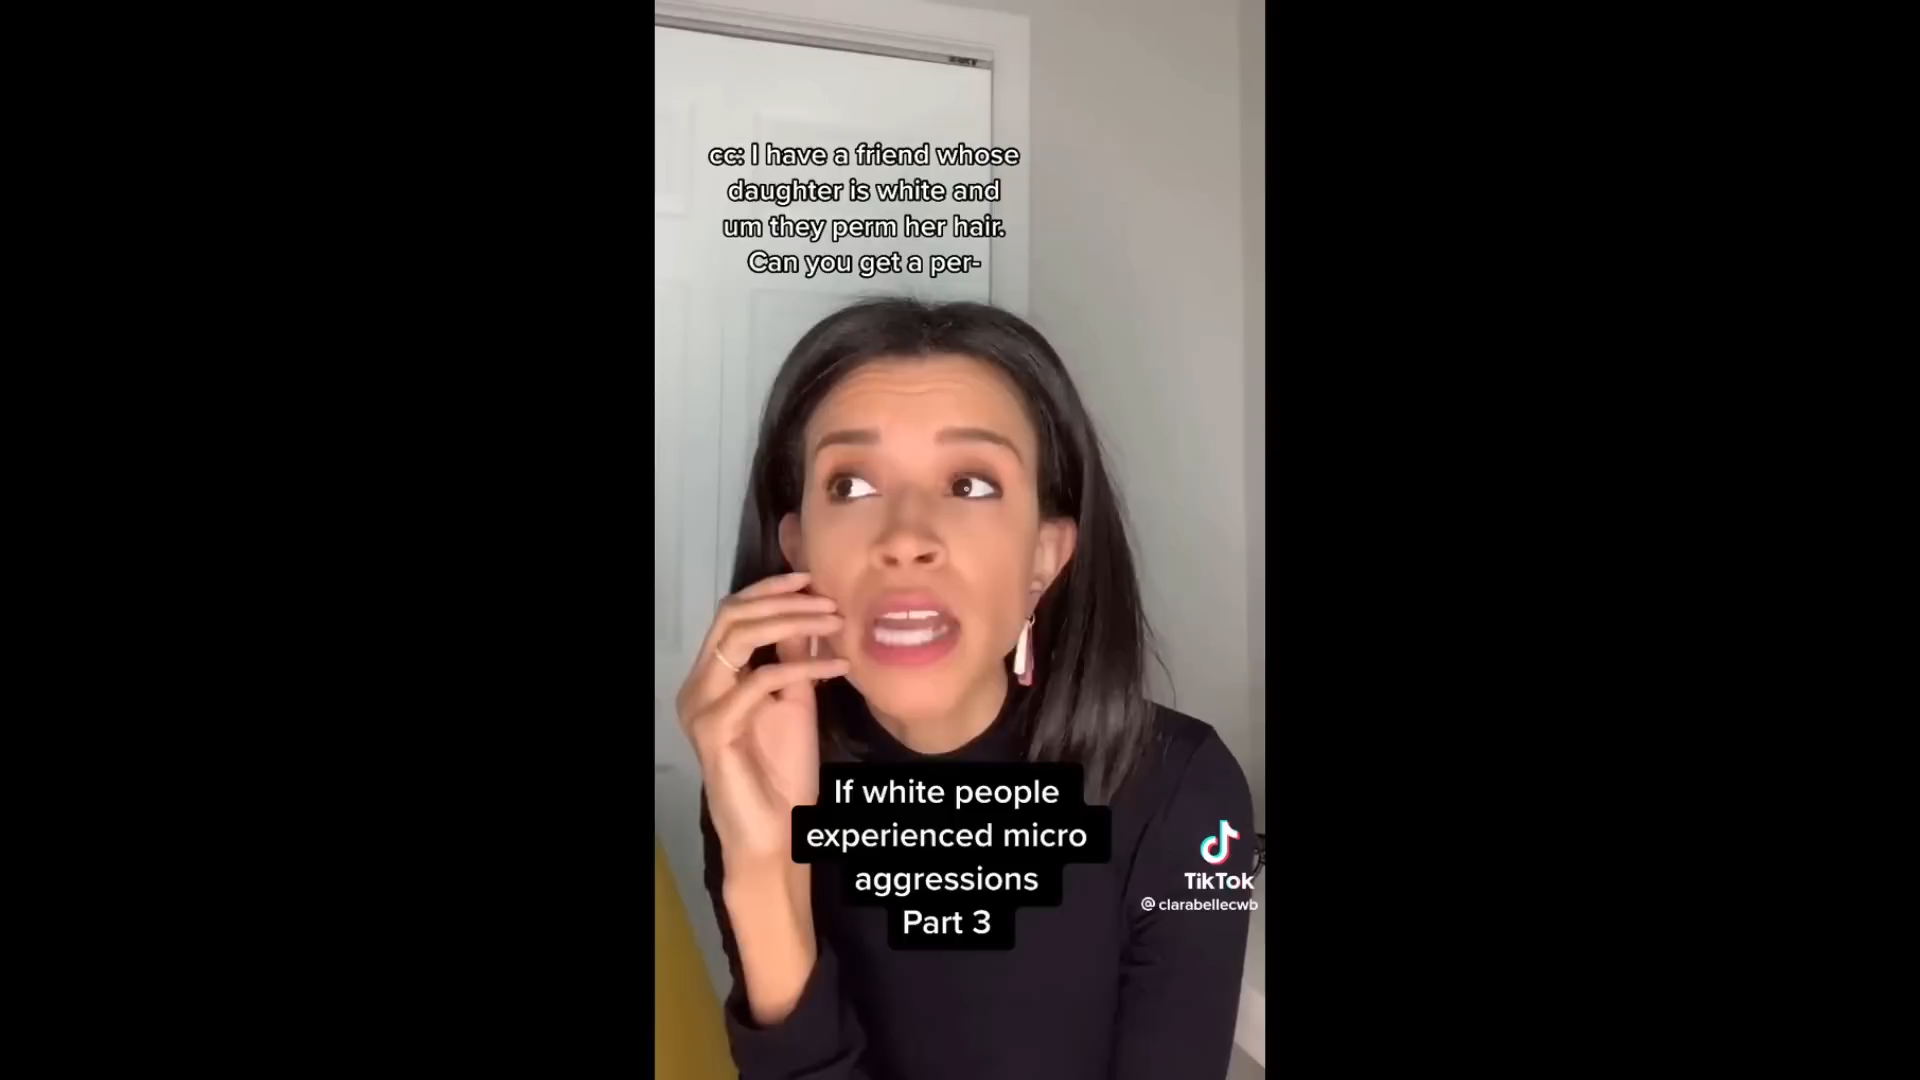 cc: I have a friend whose
daughter is white and
um they perm her hair.
Can you get a per-
If white people
experienced micro
aggressions
Part 3
TikTok
@clarabellecwb